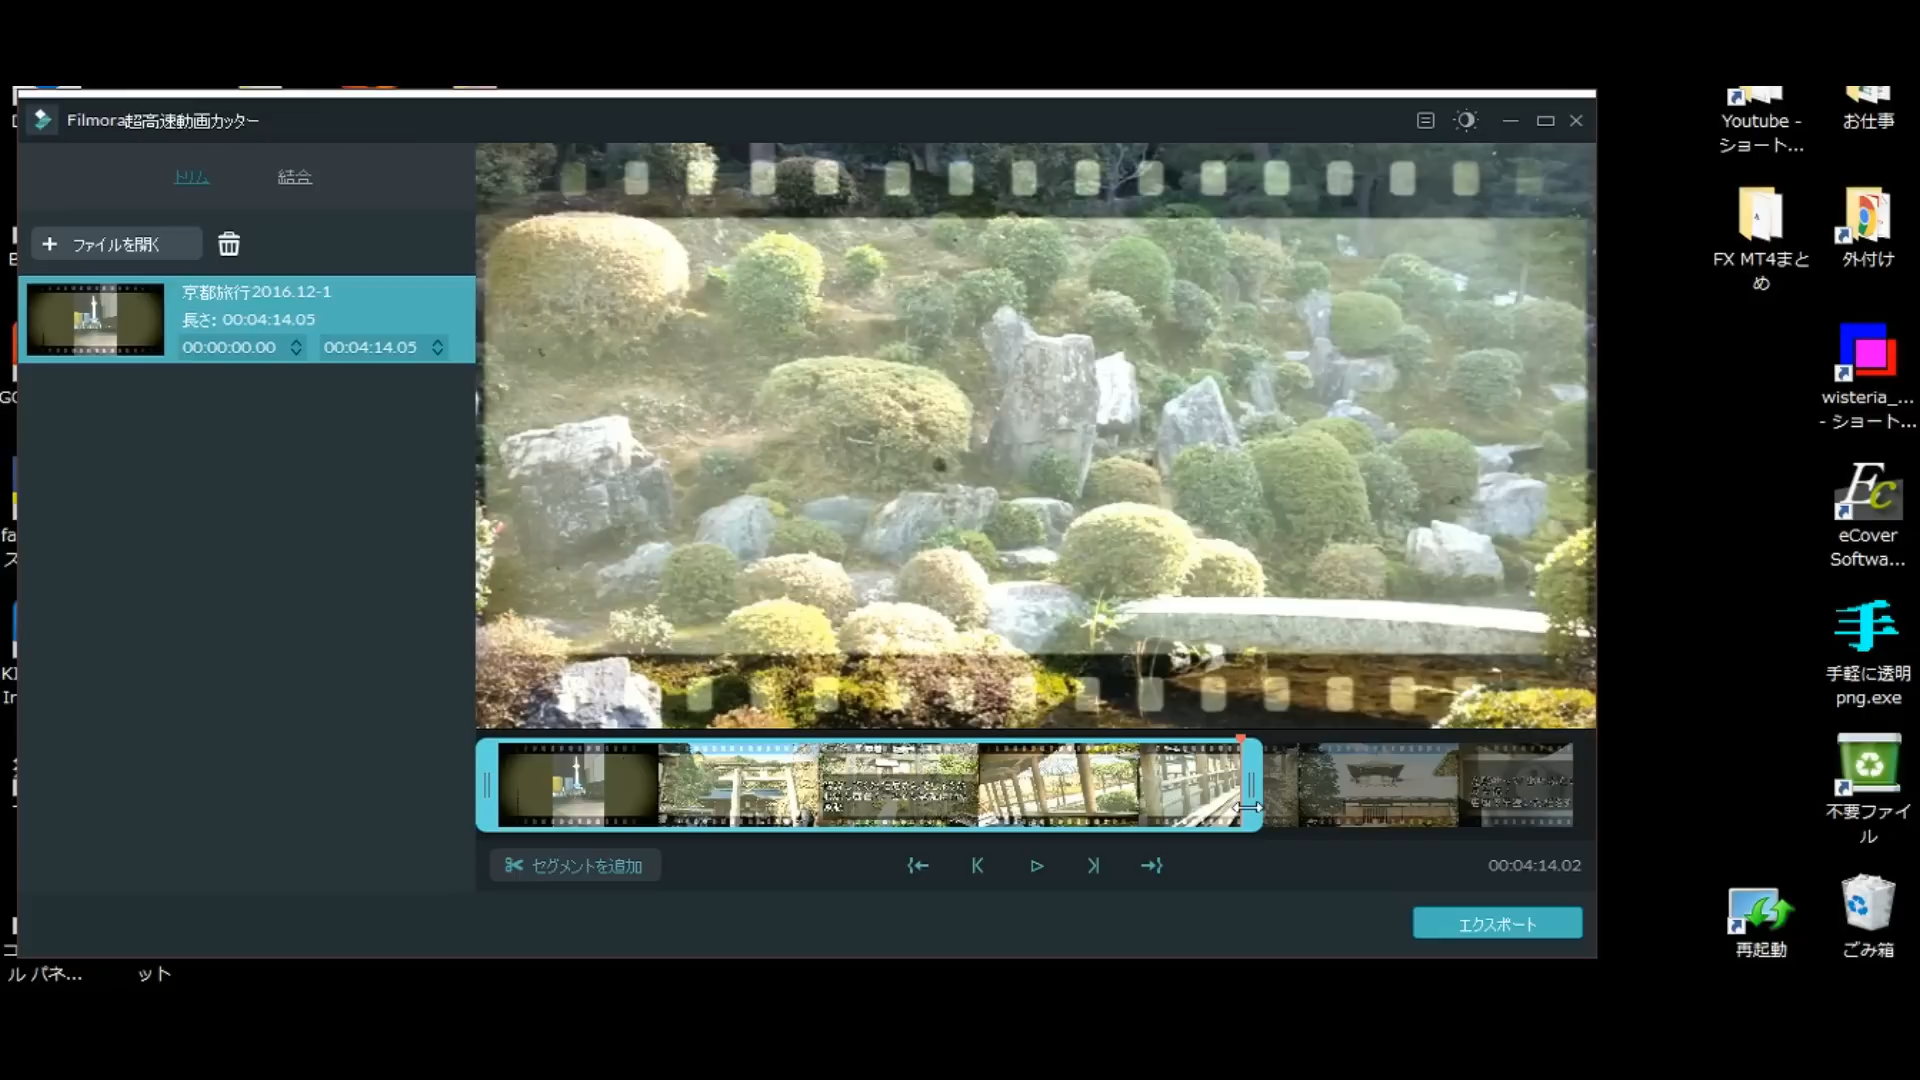 Filmora超高速動画カッター
トリム
結合
+ ファイルを開く
京都旅行2016.12-1
長さ: 00:04:14.05
00:00:00.00
00:04:14.05
セグメントを追加
00:04:14.02
エクスポート
Youtube -
ショート...
お仕事
FX MT4まと
め
外付け
wisteria_...
- ショート...
eCover
Softwa...
手軽に透明
png.exe
不要ファイ
ル
再起動
ごみ箱
ル パネ...
ット